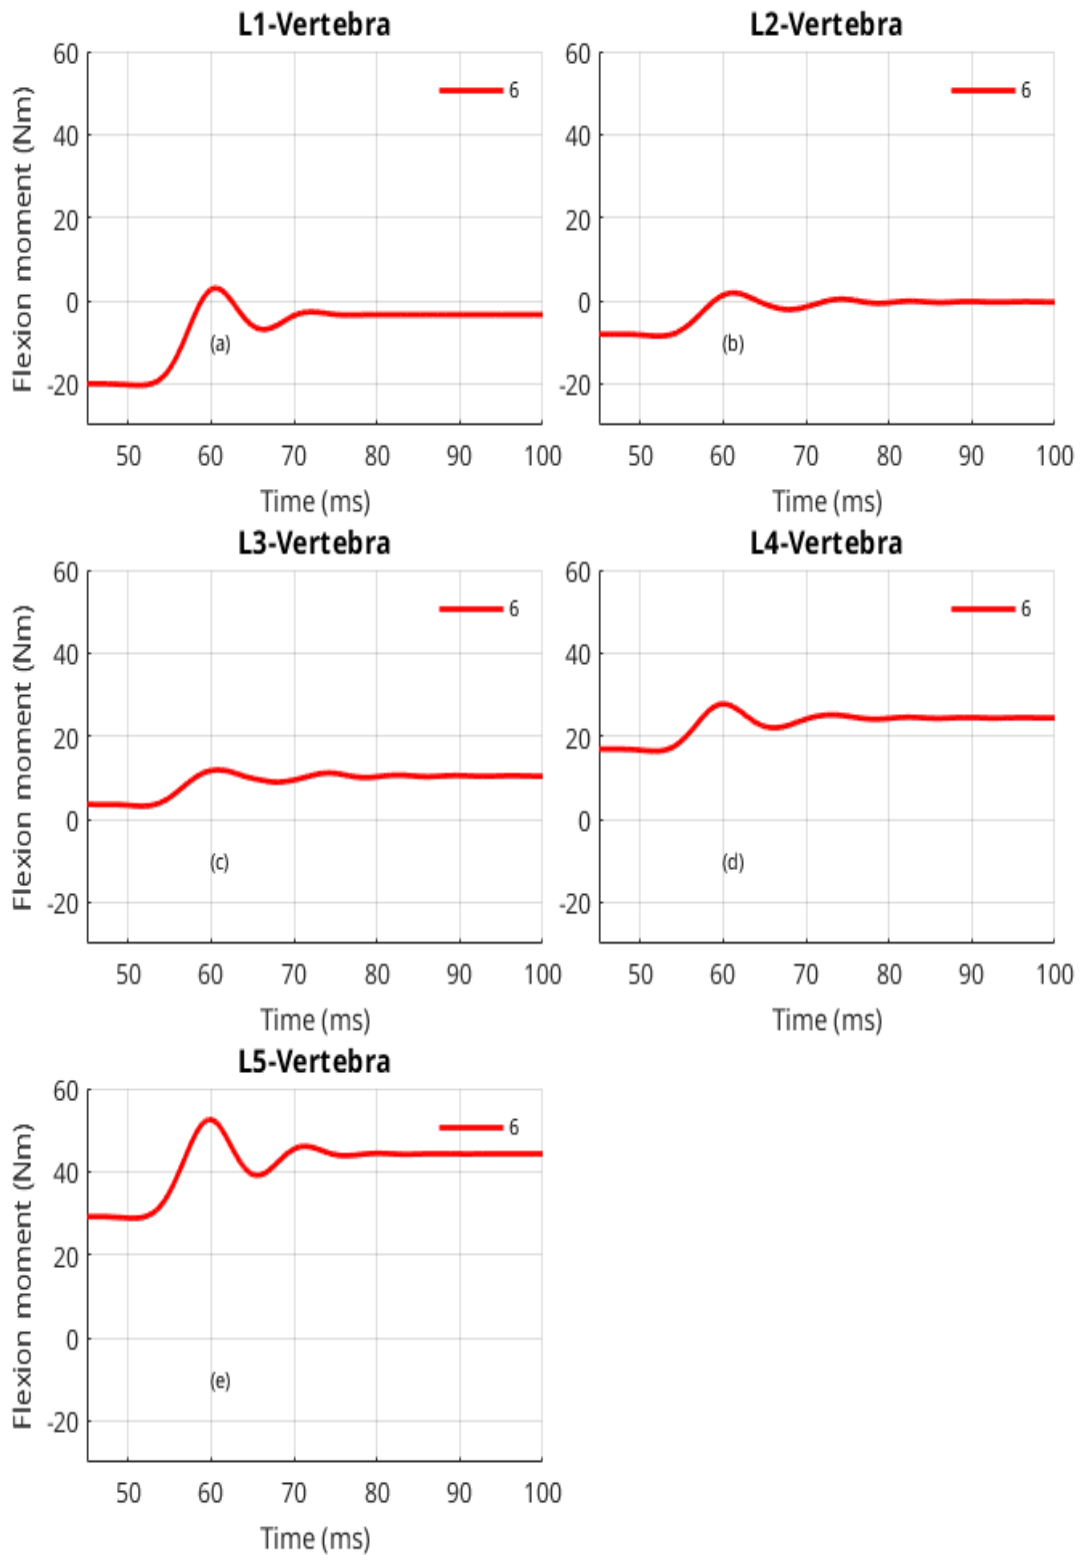 L1-Vertebra
60
40
20
0
-20
Flexion moment (Nm)
6
(a)
50 60 70 80 90 100
Time (ms)
L2-Vertebra
60
40
20
0
-20
6
(b)
50 60 70 80 90 100
Time (ms)
L3-Vertebra
60
40
20
0
-20
Flexion moment (Nm)
6
(c)
50 60 70 80 90 100
Time (ms)
L4-Vertebra
60
40
20
0
-20
6
(d)
50 60 70 80 90 100
Time (ms)
L5-Vertebra
60
40
20
0
-20
Flexion moment (Nm)
6
(e)
50 60 70 80 90 100
Time (ms)